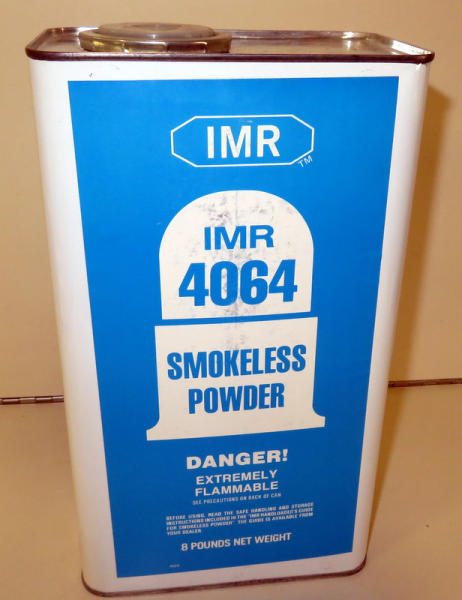 IMR
TM
IMR
4064
SMOKELESS
POWDER
DANGER!
EXTREMELY
FLAMMABLE
SEE PRECAUTIONS ON BACK OF CAN
BEFORE USING, READ THE SAFE HANDLING AND STORAGE
INSTRUCTIONS INCLUDED IN THE "IMR HANDLOADER'S GUIDE
FOR SMOKELESS POWDER" THE GUIDE IS AVAILABLE FROM
YOUR DEALER
8 POUNDS NET WEIGHT